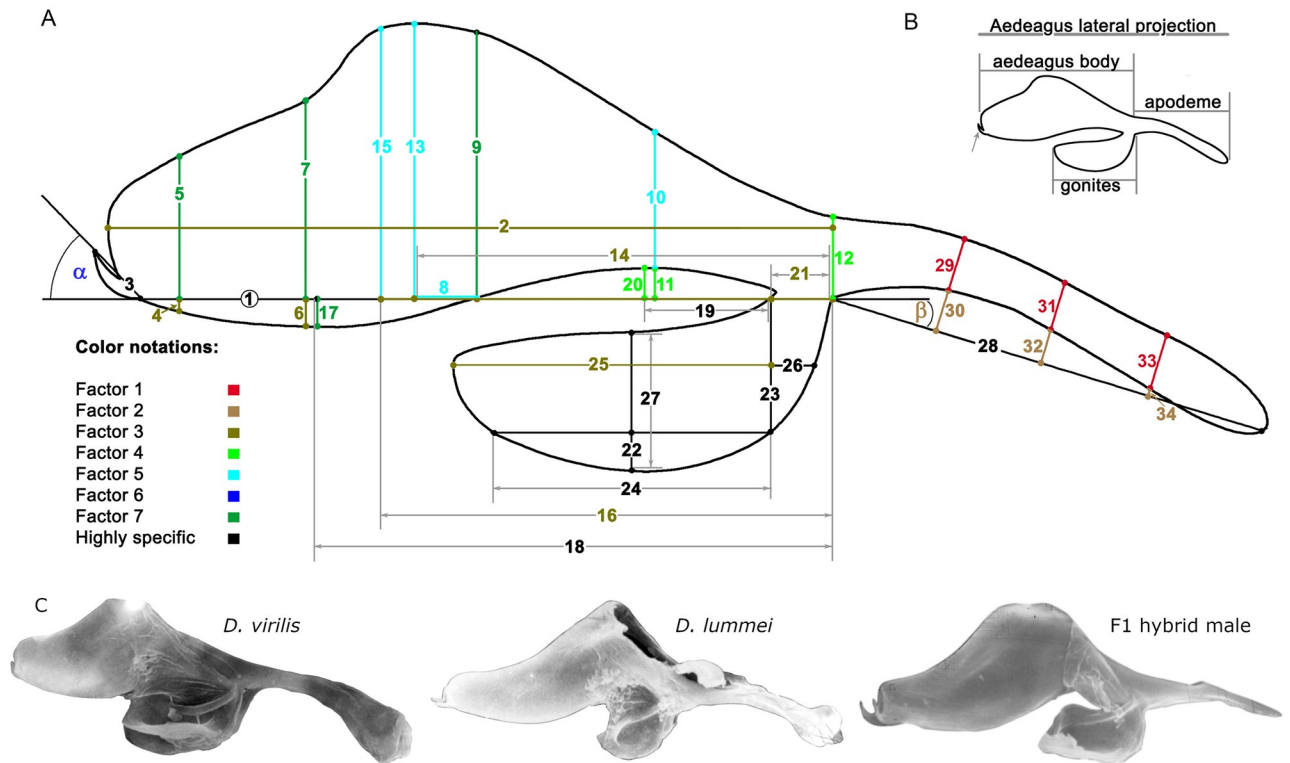 A
B
Aedeagus lateral projection
aedeagus body
apodeme
gonites
15
13
9
7
5
10
2
14
12
21
29
α
3
1
8
20
11
4
6
17
19
β
30
31
28
32
33
34
25
26
27
23
22
24
16
18
Color notations:
Factor 1
Factor 2
Factor 3
Factor 4
Factor 5
Factor 6
Factor 7
Highly specific
C
D. virilis
D. lummei
F1 hybrid male